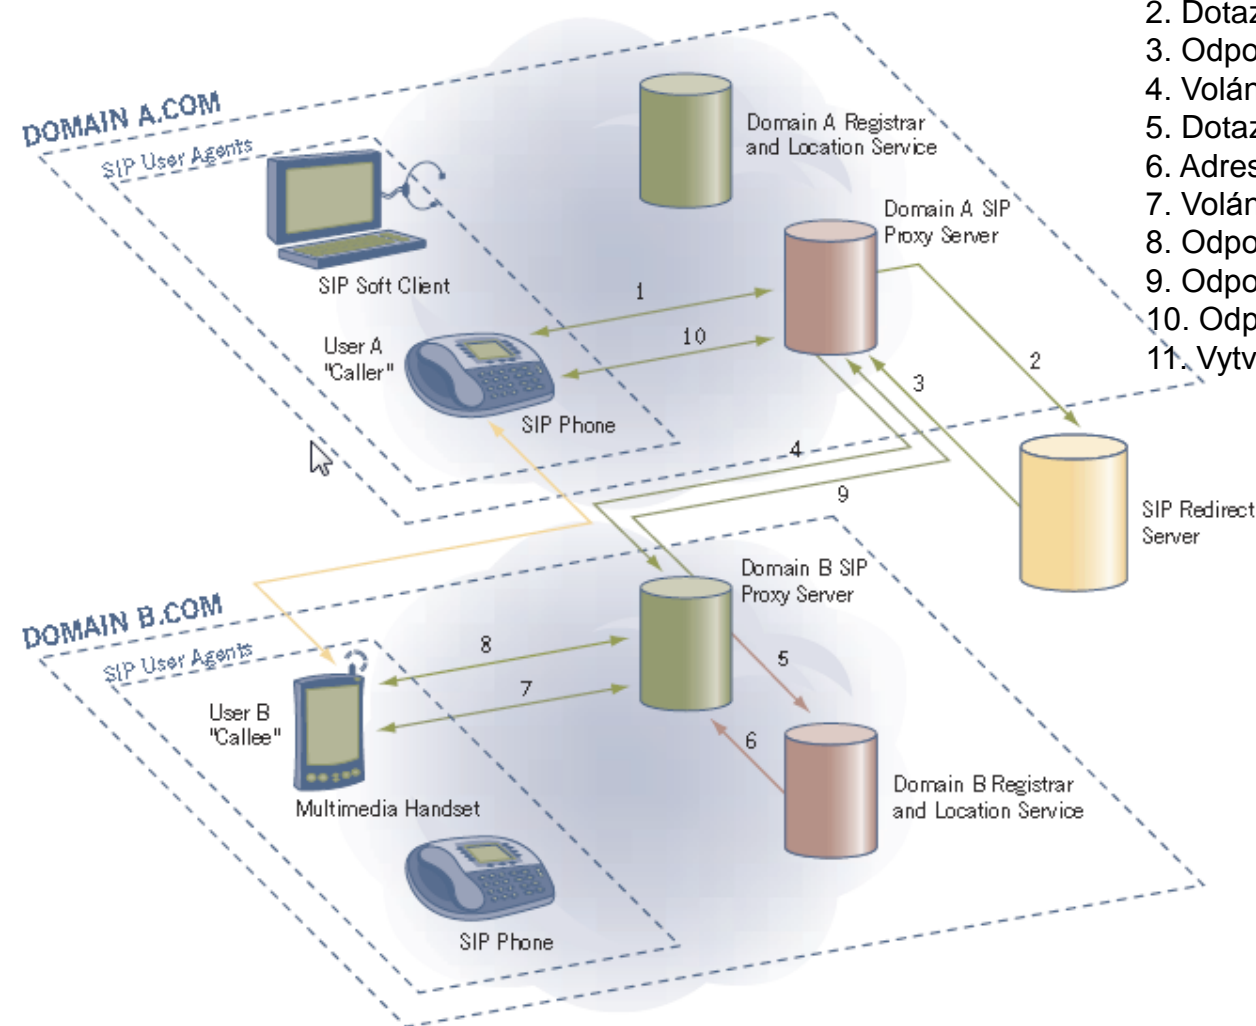 2. Dotaz
3. Odpo
4. Volán
5. Dotaz
6. Adres
7. Volán
8. Odpo
9. Odpo
10. Odp
11. Vytv
DOMAIN A.COM
SIP User Agents
SIP Soft Client
User A
"Caller"
SIP Phone
Domain A Registrar
and Location Service
Domain A SIP
Proxy Server
1
10
2
3
4
9
SIP Redirect
Server
DOMAIN B.COM
SIP User Agents
User B
"Callee"
Multimedia Handset
SIP Phone
Domain B SIP
Proxy Server
8
7
5
6
Domain B Registrar
and Location Service